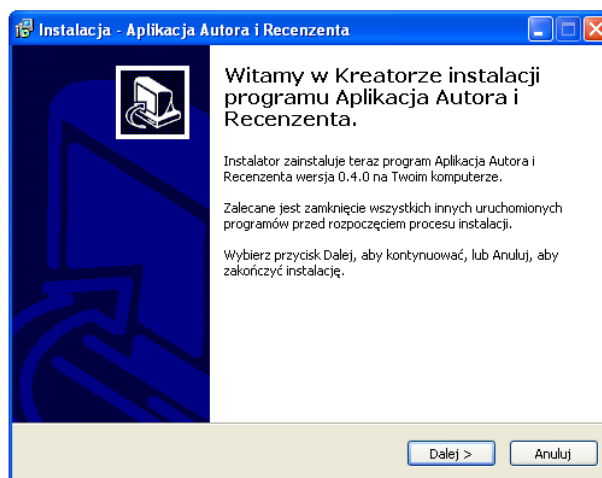 Instalacja - Aplikacja Autora i Recenzenta
Witamy w Kreatorze instalacji
programu Aplikacja Autora i
Recenzenta.
Instalator zainstaluje teraz program Aplikacja Autora i
Recenzenta wersja 0.4.0 na Twoim komputerze.
Zalecane jest zamknięcie wszystkich innych uruchomionych
programów przed rozpoczęciem procesu instalacji.
Wybierz przycisk Dalej, aby kontynuować, lub Anuluj, aby
zakończyć instalację.
Dalej > Anuluj